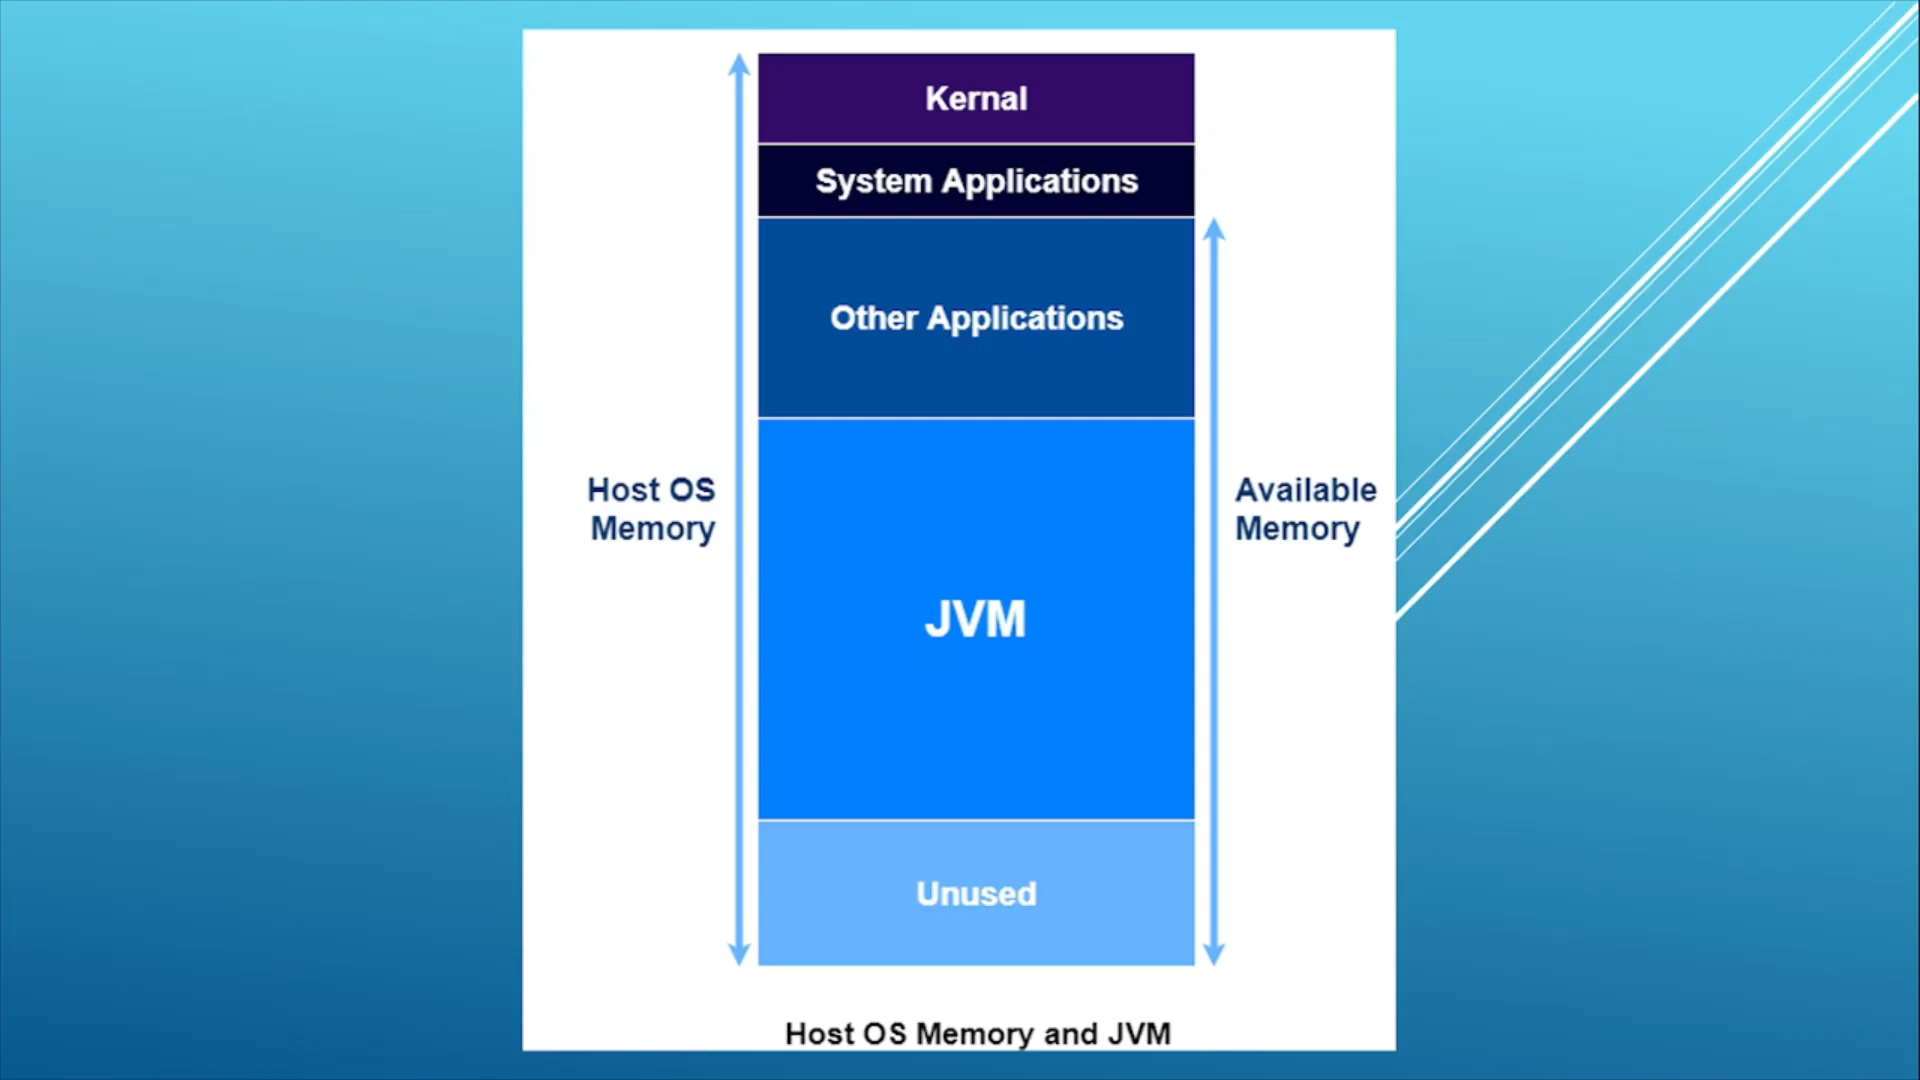 Kernal
System Applications
Other Applications
Host OS
Memory
Available
Memory
JVM
Unused
Host OS Memory and JVM